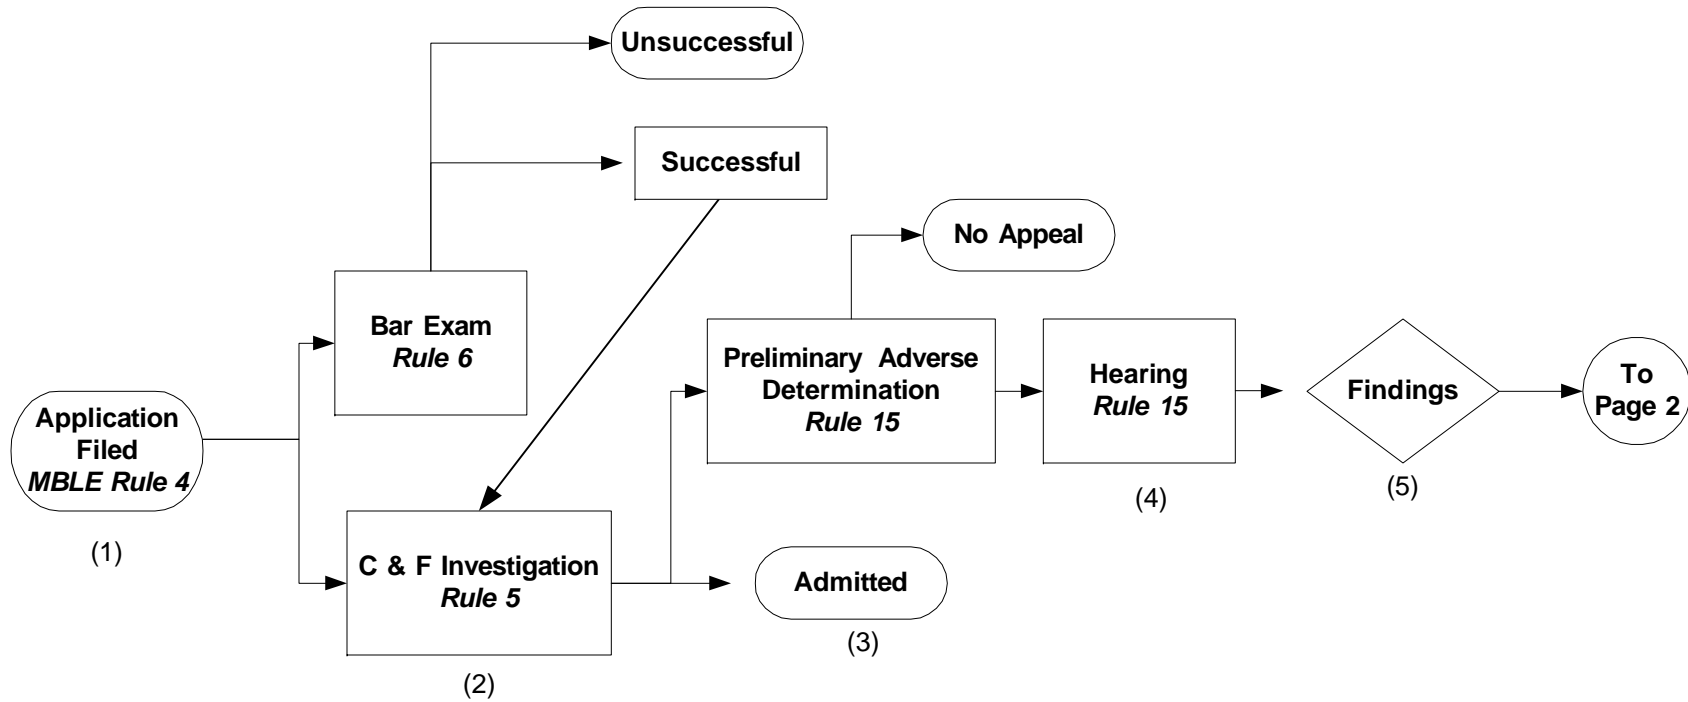 Unsuccessful
Successful
No Appeal
Bar Exam
Rule 6
Preliminary Adverse
Determination
Rule 15
Hearing
Rule 15
Findings
To
Page 2
Application
Filed
MBLE Rule 4
(1)
C & F Investigation
Rule 5
(2)
Admitted
(3)
(4)
(5)